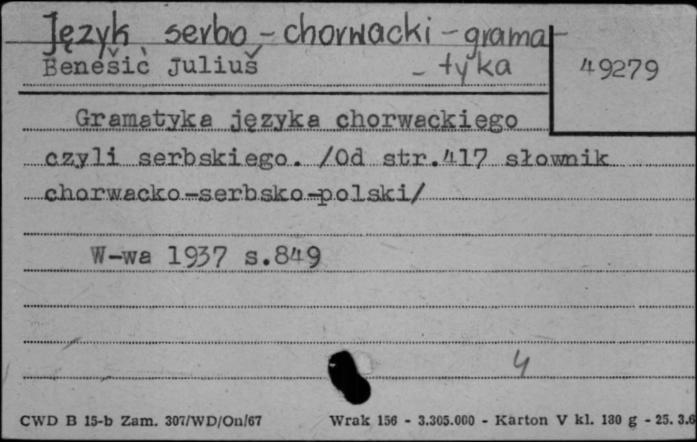 Język serbo-chorwacki-grama-
Benešić Juliuš -tyka 49279
Gramatyka języka chorwackiego
czyli serbskiego. /Od str.417 słownik
chorwacko-serbsko-polski/
W-wa 1937 s.849
4
CWD B 15-b Zam. 307/WD/On/67 Wrak 156 - 3.305.000 - Karton V kl. 180 g - 25.3.6